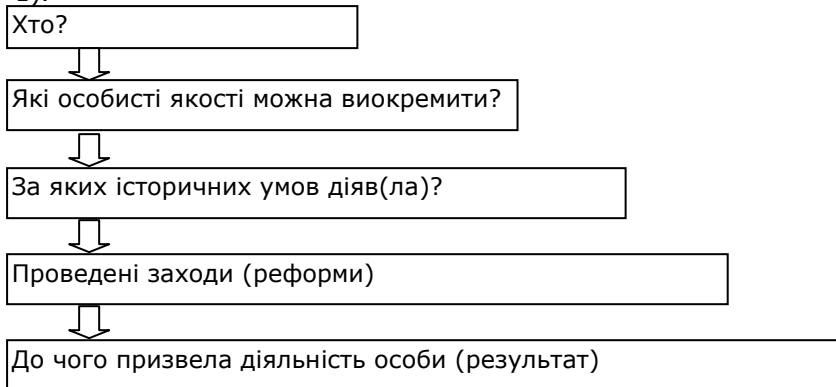 Хто?
Які особисті якості можна виокремити?
За яких історичних умов діяв(ла)?
Проведені заходи (реформи)
До чого призвела діяльність особи (результат)